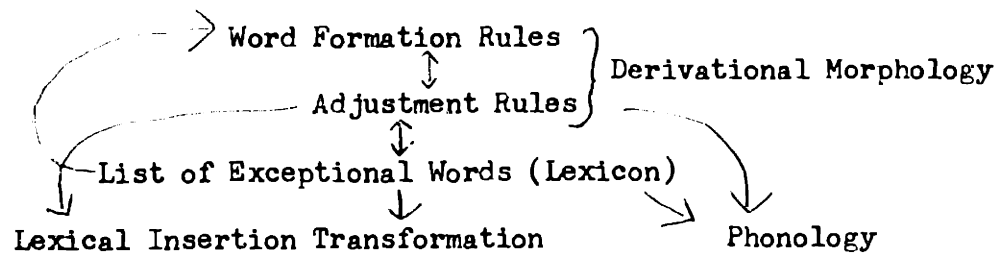 Word Formation Rules
Derivational Morphology
Adjustment Rules
List of Exceptional Words (Lexicon)
Lexical Insertion Transformation
Phonology